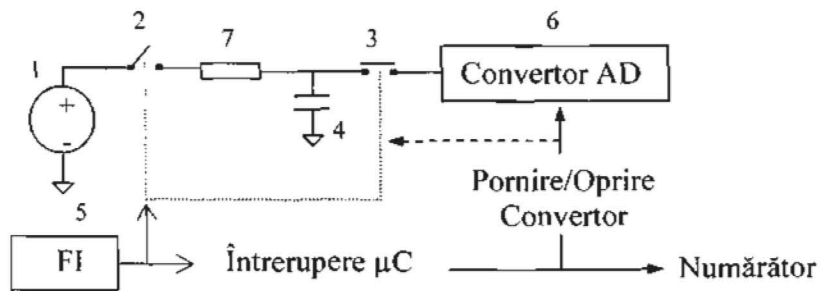 6
2
7
3
1
Convertor AD
+
-
4
Pornire/Oprire
Convertor
5
FI
Întrerupere µC
Numărător